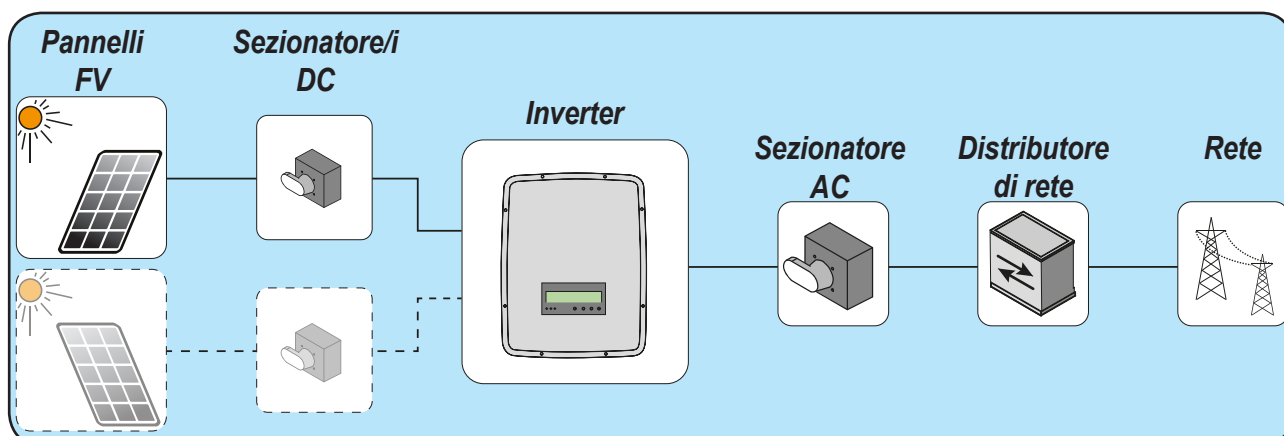 Pannelli
FV
Sezionatore/i
DC
Inverter
Sezionatore
AC
Distributore
di rete
Rete